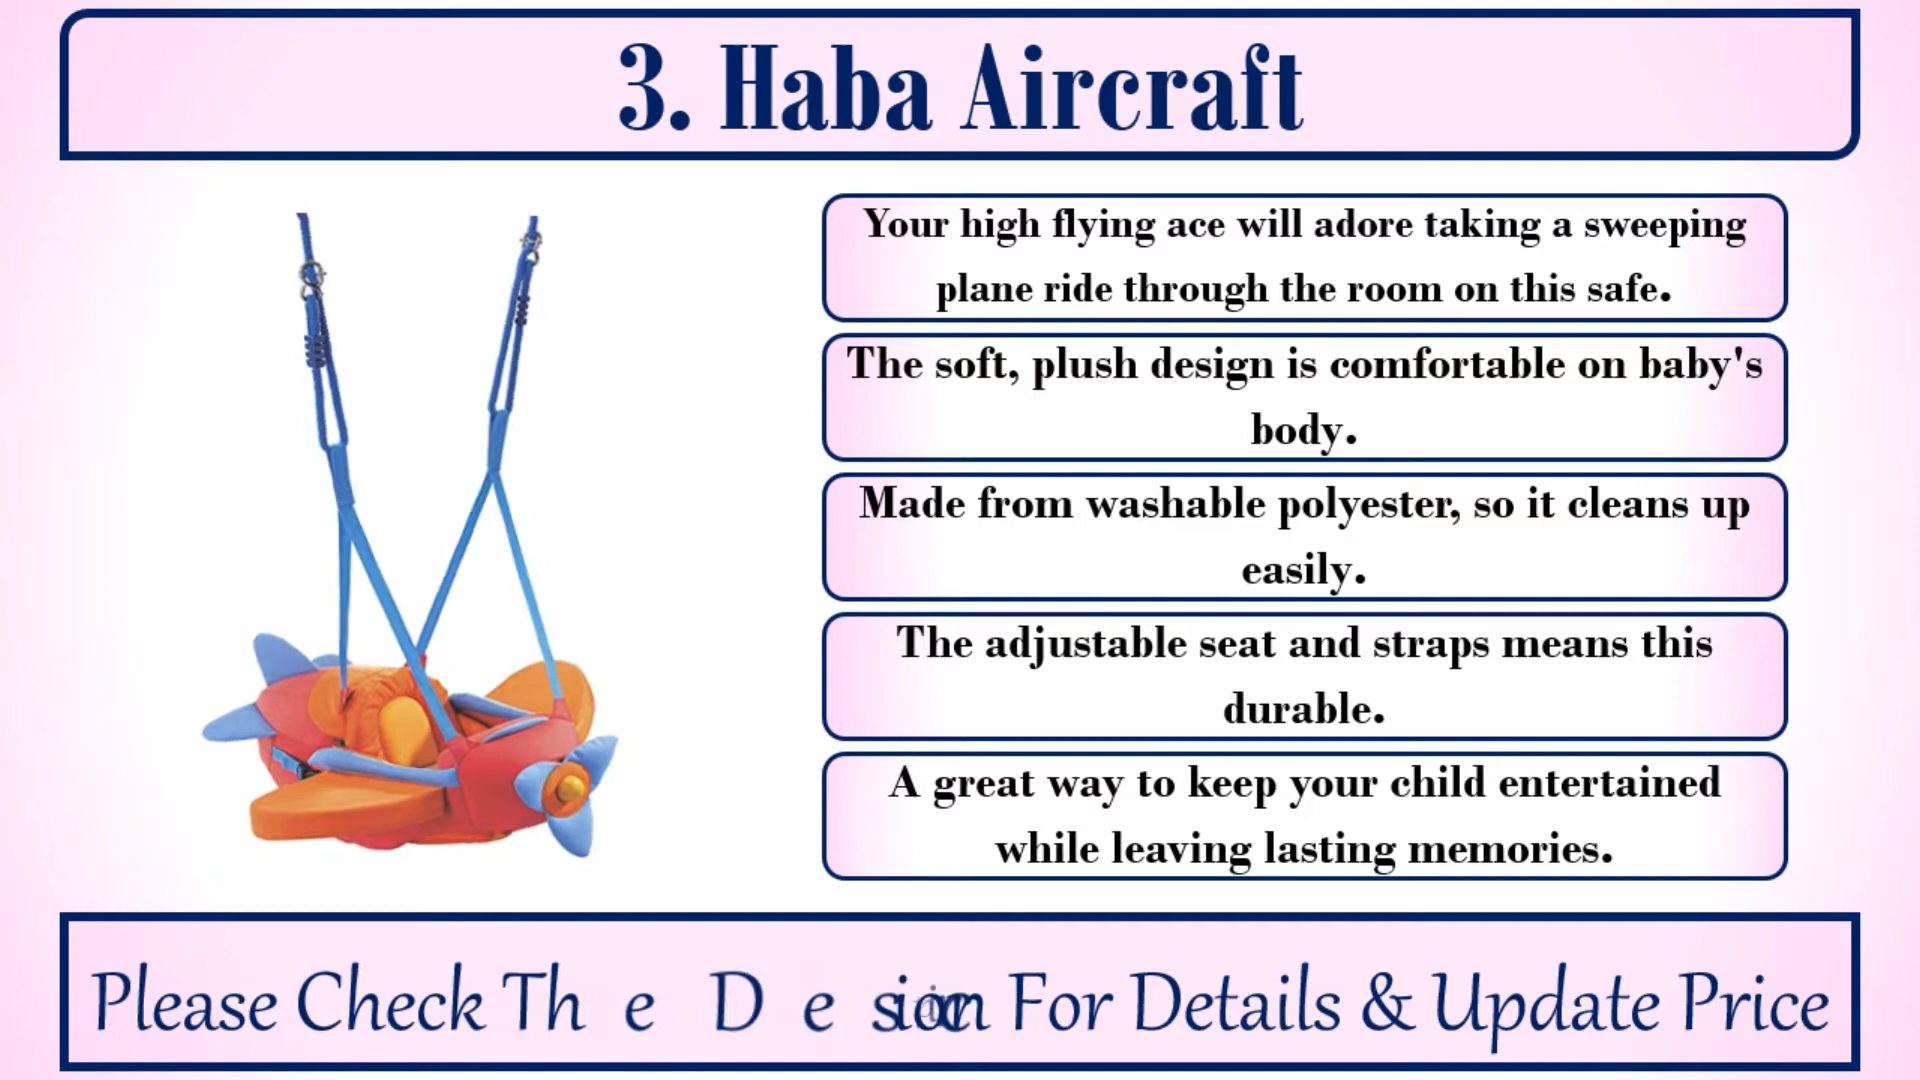 3. Haba Aircraft
Your high flying ace will adore taking a sweeping
plane ride through the room on this safe.
The soft, plush design is comfortable on baby's
body.
Made from washable polyester, so it cleans up
easily.
The adjustable seat and straps means this
durable.
A great way to keep your child entertained
while leaving lasting memories.
Please Check The For Details & Update Price